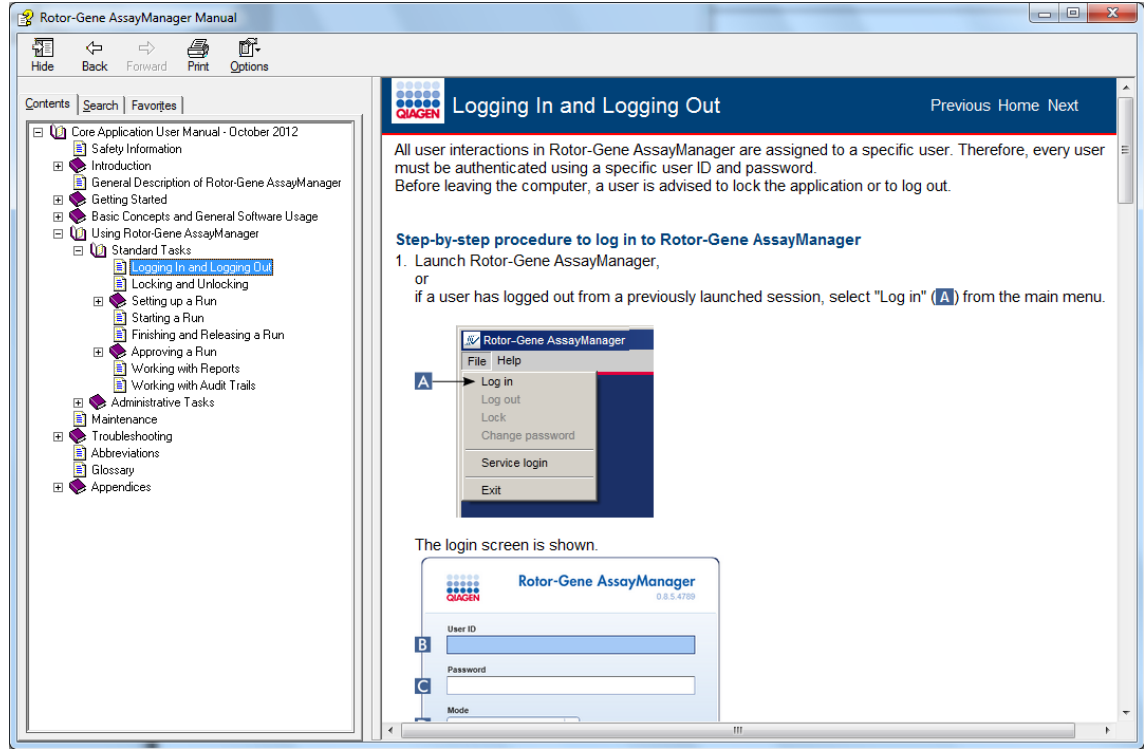 Rotor-Gene AssayManager Manual
Hide Back Forward Print Options
Contents Search Favorites
Core Application User Manual - October 2012
Safety Information
Introduction
General Description of Rotor-Gene AssayManager
Getting Started
Basic Concepts and General Software Usage
Using Rotor-Gene AssayManager
Standard Tasks
Logging In and Logging Out
Locking and Unlocking
Setting up a Run
Starting a Run
Finishing and Releasing a Run
Approving a Run
Working with Reports
Working with Audit Trails
Administrative Tasks
Maintenance
Troubleshooting
Abbreviations
Glossary
Appendices
QIAGEN Logging In and Logging Out Previous Home Next
All user interactions in Rotor-Gene AssayManager are assigned to a specific user. Therefore, every user
must be authenticated using a specific user ID and password.
Before leaving the computer, a user is advised to lock the application or to log out.
Step-by-step procedure to log in to Rotor-Gene AssayManager
1. Launch Rotor-Gene AssayManager,
or
if a user has logged out from a previously launched session, select "Log in" (A) from the main menu.
Rotor-Gene AssayManager
File Help
A Log in
Log out
Lock
Change password
Service login
Exit
The login screen is shown.
QIAGEN Rotor-Gene AssayManager
0.8.5.4789
User ID
B
Password
C
Mode